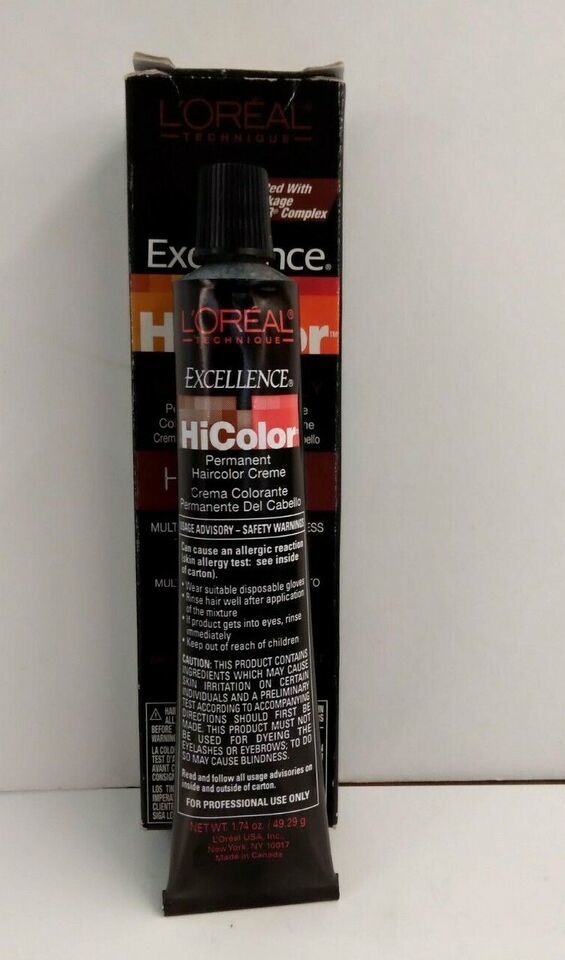 L'ORÉAL®
TECHNIQUE
With
kage
Complex
Excellence®
L'ORÉAL®
TECHNIQUE
EXCELLENCE®
HiColor™
Permanent
Haircolor Creme
Crema Colorante
Permanente Del Cabello
USAGE ADVISORY – SAFETY WARNINGS
Can cause an allergic reaction
(skin allergy test: see inside
of carton).
• Wear suitable disposable gloves
• Rinse hair well after application
of the mixture
• If product gets into eyes, rinse
immediately
• Keep out of reach of children
CAUTION: THIS PRODUCT CONTAINS
INGREDIENTS WHICH MAY CAUSE
SKIN IRRITATION ON CERTAIN
INDIVIDUALS AND A PRELIMINARY
TEST ACCORDING TO ACCOMPANYING
DIRECTIONS SHOULD FIRST BE
MADE. THIS PRODUCT MUST NOT
BE USED FOR DYEING THE
EYELASHES OR EYEBROWS; TO DO
SO MAY CAUSE BLINDNESS.
Read and follow all usage advisories on
inside and outside of carton.
FOR PROFESSIONAL USE ONLY
NET WT. 1.74 oz. / 49.29 g
L'Oréal USA, Inc.,
New York, NY 10017
Made in Canada